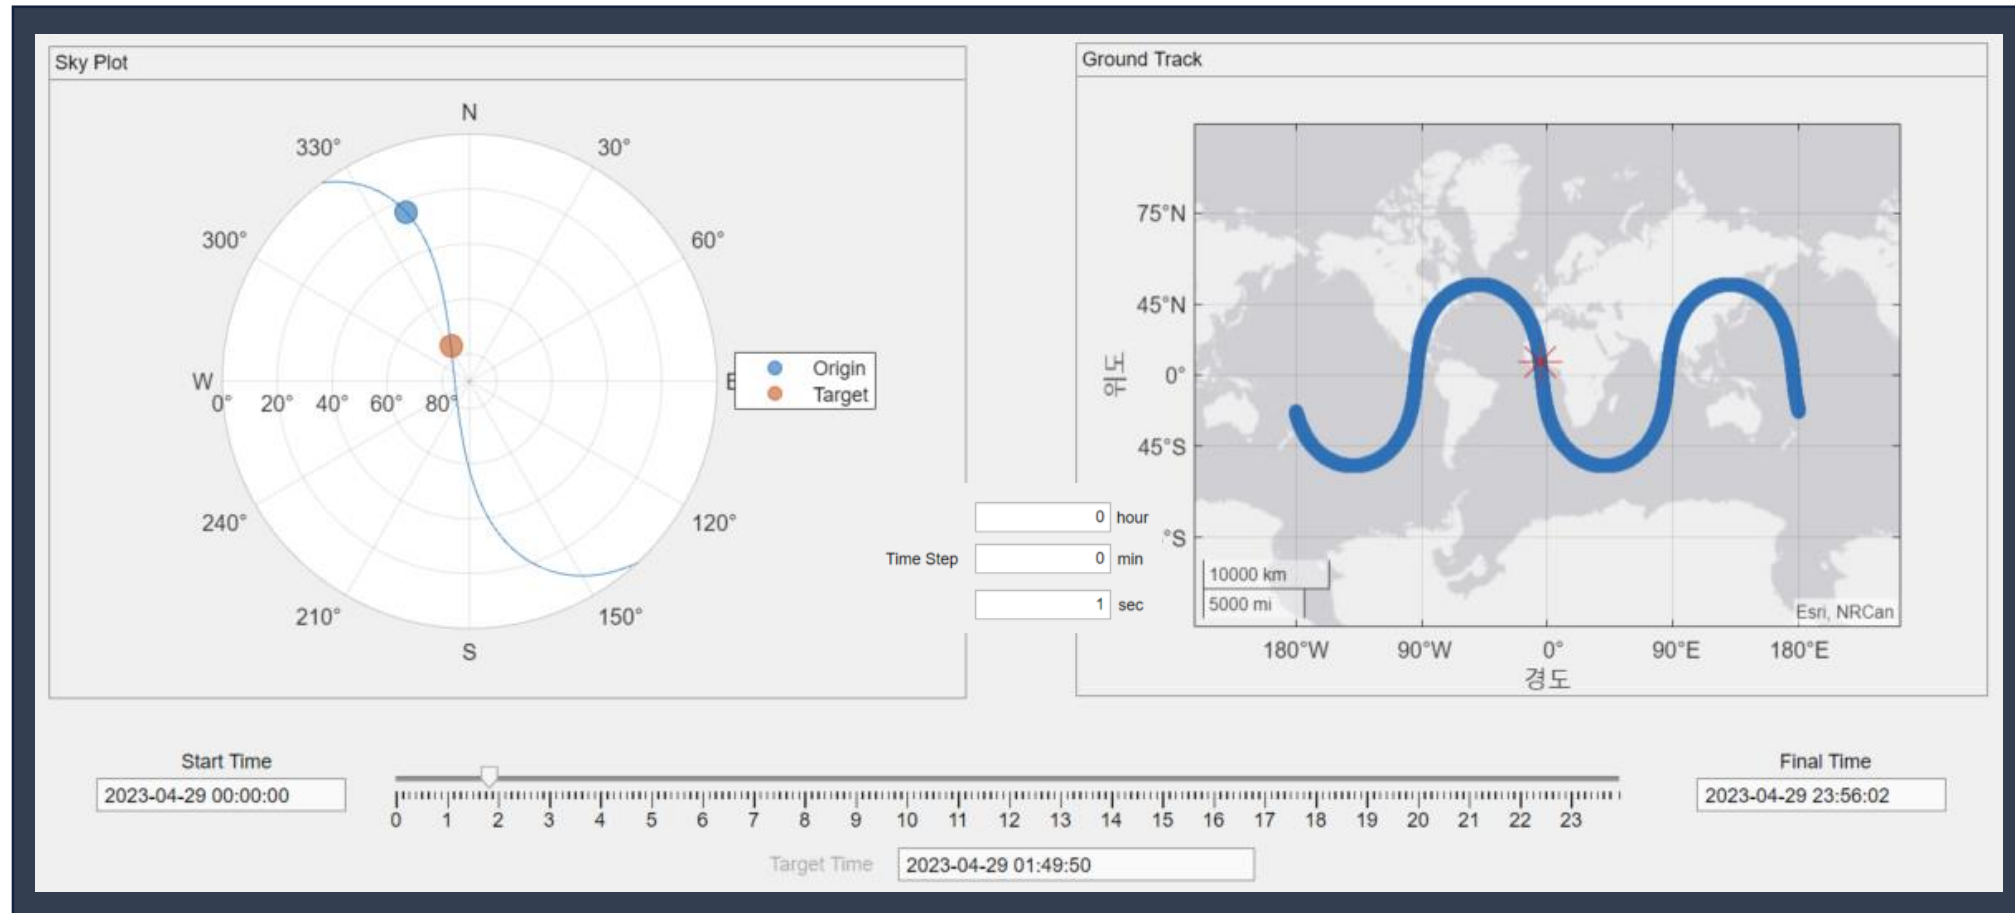 Sky Plot
N
330°
30°
300°
60°
W
E
0°
20°
40°
60°
80°
240°
120°
210°
150°
S
Origin
Target
Ground Track
75°N
45°N
0°
45°S
°S
위도
10000 km
5000 mi
Esri, NRCan
180°W
90°W
0°
90°E
180°E
경도
0 hour
Time Step 0 min
1 sec
Start Time
2023-04-29 00:00:00
0 1 2 3 4 5 6 7 8 9 10 11 12 13 14 15 16 17 18 19 20 21 22 23
Final Time
2023-04-29 23:56:02
Target Time 2023-04-29 01:49:50